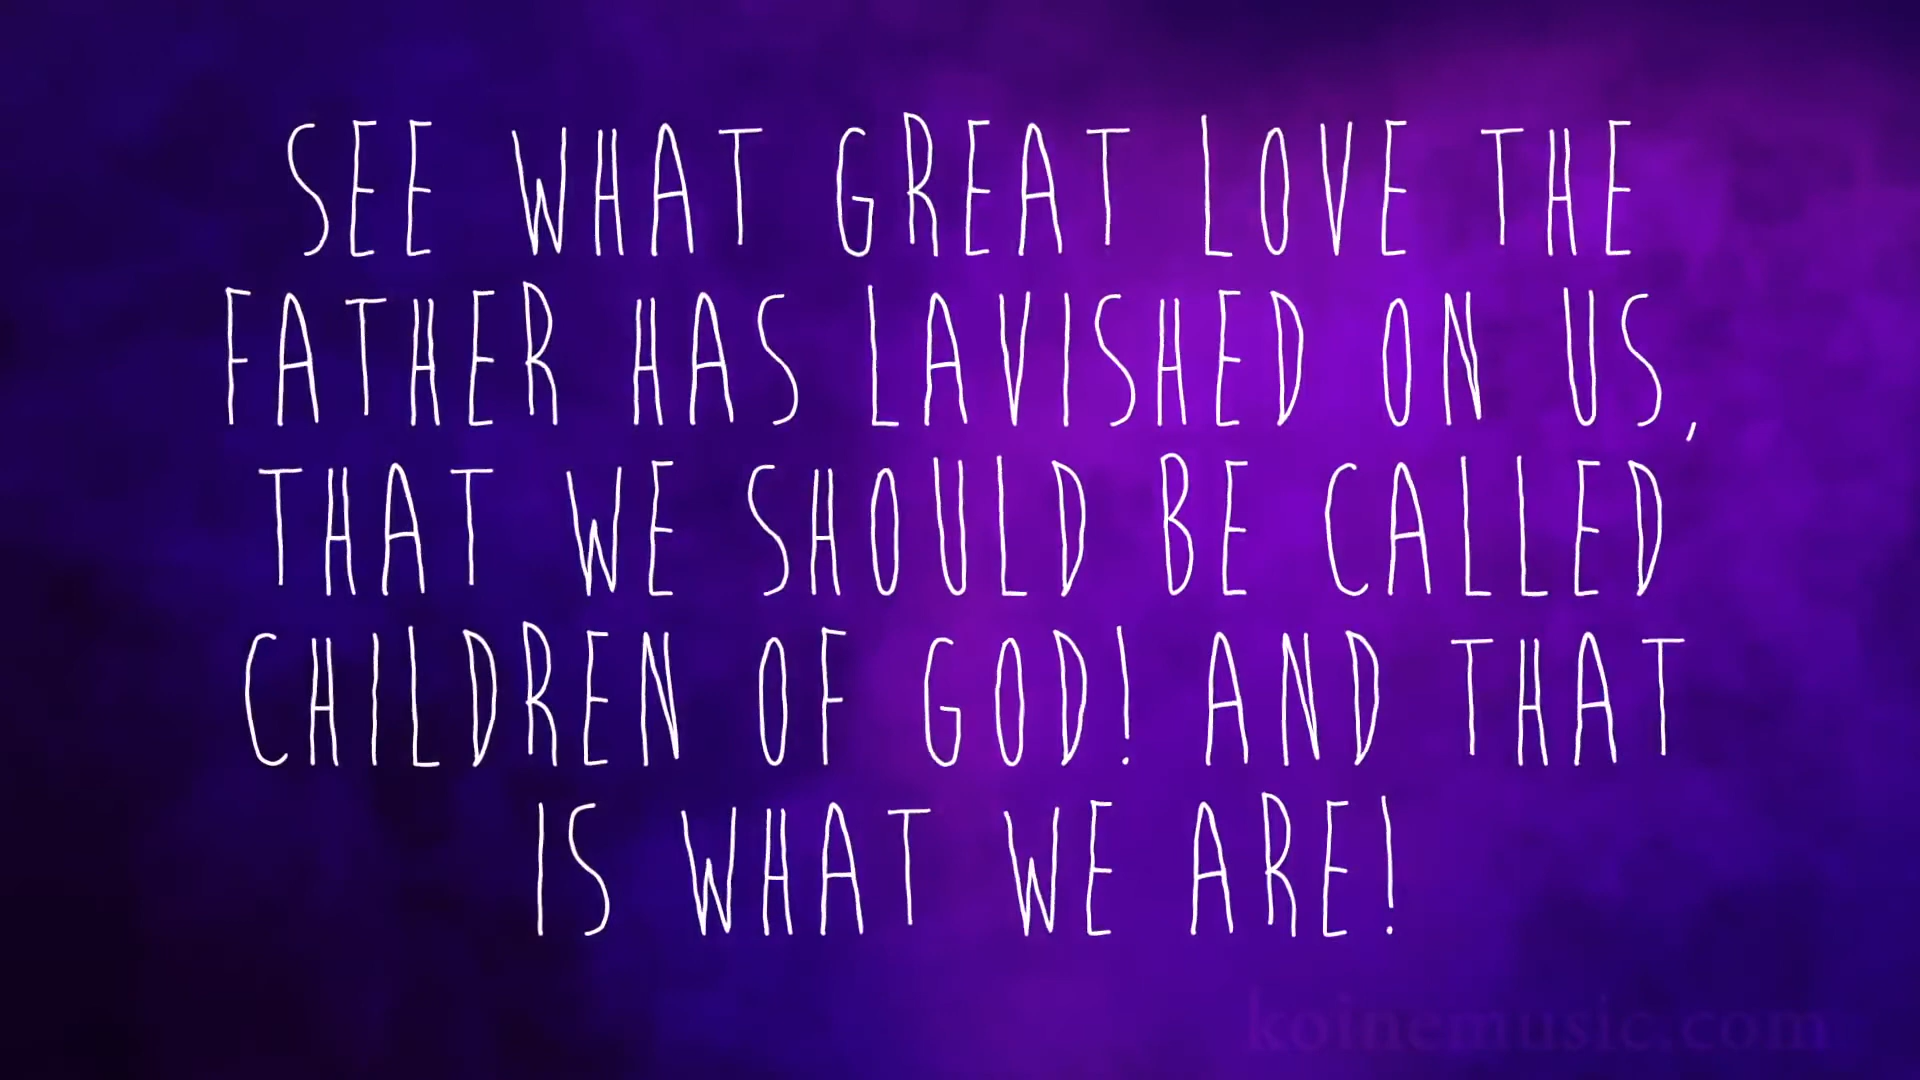 SEE WHAT GREAT LOVE THE
FATHER HAS LAVISHED ON US,
THAT WE SHOULD BE CALLED
CHILDREN OF GOD! AND THAT
IS WHAT WE ARE!
koinemusic.com